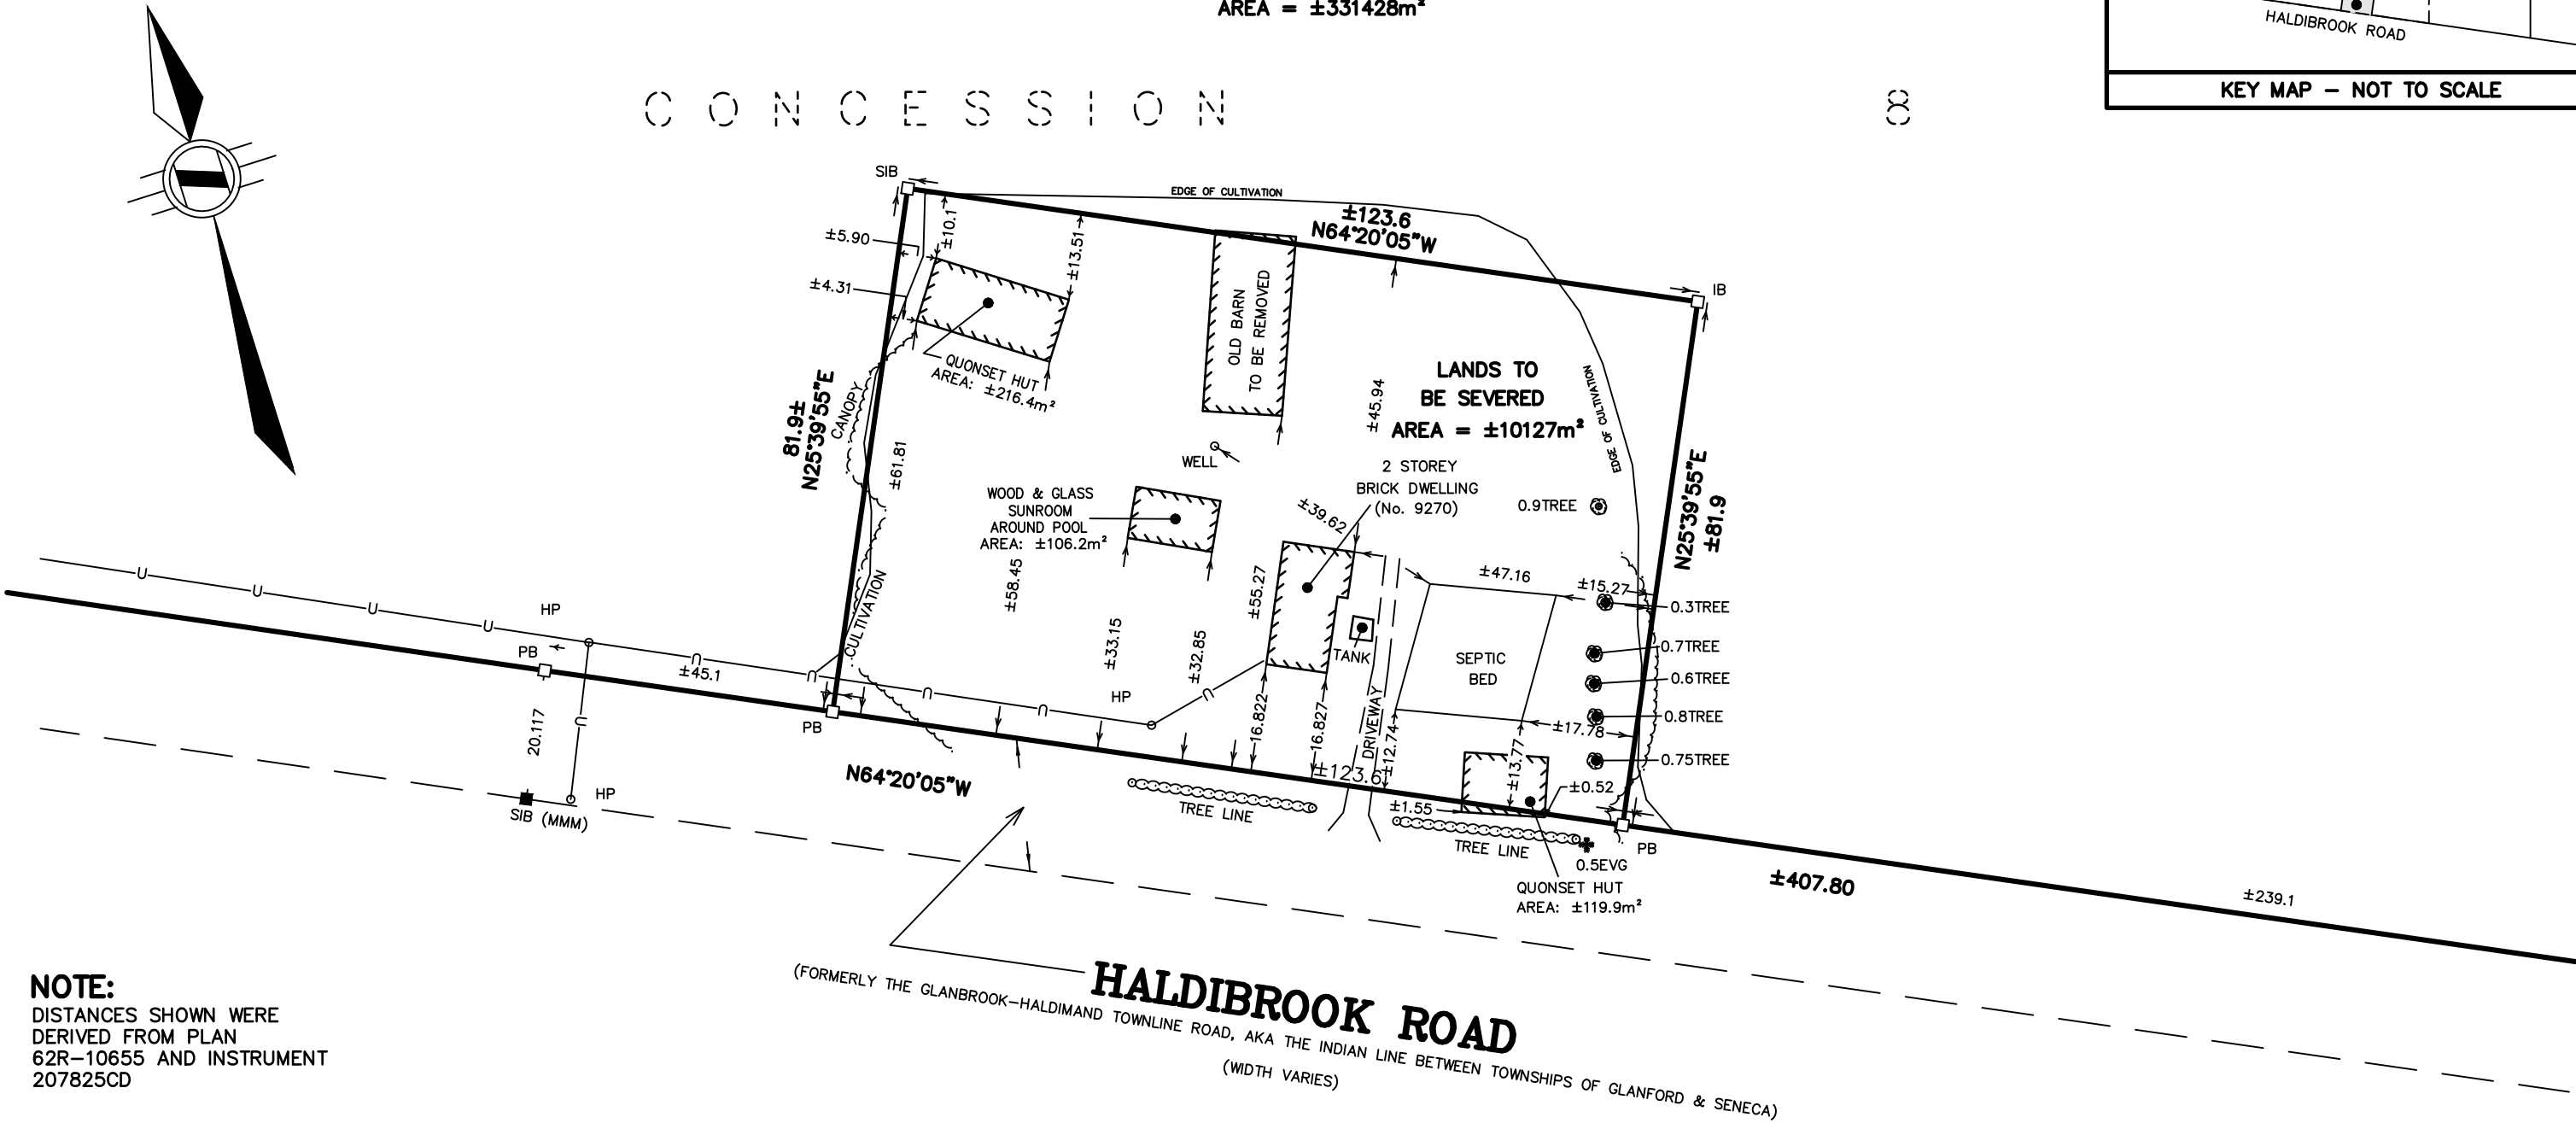 AREA = ±331428m²
HALDIBROOK ROAD
KEY MAP – NOT TO SCALE
CONCESSION 8
SIB
EDGE OF CULTIVATION
±123.6
N64°20'05"W
IB
±5.90
±10.1
±13.51
±4.31
QUONSET HUT
AREA: ±216.4m²
OLD BARN
TO BE REMOVED
LANDS TO
BE SEVERED
AREA = ±10127m²
±45.94
EDGE OF CULTIVATION
81.9±
N25°39'55"E
CANOPY
±61.81
WELL
2 STOREY
BRICK DWELLING
(No. 9270)
WOOD & GLASS
SUNROOM
AROUND POOL
AREA: ±106.2m²
±39.62
0.9TREE
N25°39'55"E
±81.9
±58.45
±55.27
±47.16
±15.27
0.3TREE
0.7TREE
0.6TREE
0.8TREE
0.75TREE
U
U
U
U
HP
PB
±45.1
U
U
U
U
CULTIVATION
±33.15
±32.85
HP
U
TANK
SEPTIC
BED
DRIVEWAY
16.822
16.827
±12.74
±17.78
±13.77
±123.6
±0.52
±1.55
20.117
U
HP
SIB (MMM)
PB
N64°20'05"W
TREE LINE
TREE LINE
PB
0.5EVG
QUONSET HUT
AREA: ±119.9m²
±407.80
±239.1
HALDIBROOK ROAD
(FORMERLY THE GLANBROOK–HALDIMAND TOWNLINE ROAD, AKA THE INDIAN LINE BETWEEN TOWNSHIPS OF GLANFORD & SENECA)
(WIDTH VARIES)
NOTE:
DISTANCES SHOWN WERE
DERIVED FROM PLAN
62R–10655 AND INSTRUMENT
207825CD